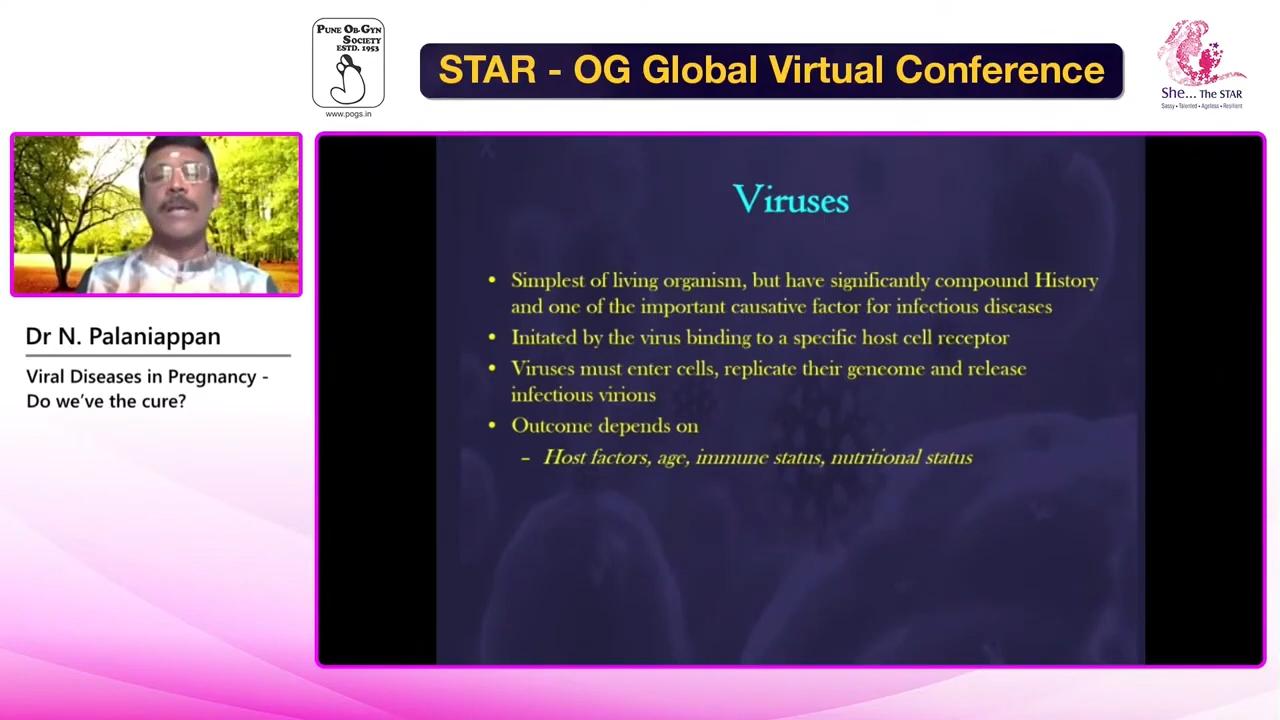 PUNE OB-GYN
SOCIETY
ESTD. 1953
www.pogs.in
STAR - OG Global Virtual Conference
She... THE STAR
Sassy • Talented • Ageless • Resilient
Dr N. Palaniappan
Viral Diseases in Pregnancy -
Do we've the cure?
Viruses
• Simplest of living organism, but have significantly compound History
and one of the important causative factor for infectious diseases
• Initated by the virus binding to a specific host cell receptor
• Viruses must enter cells, replicate their geneome and release
infectious virions
• Outcome depends on
– Host factors, age, immune status, nutritional status